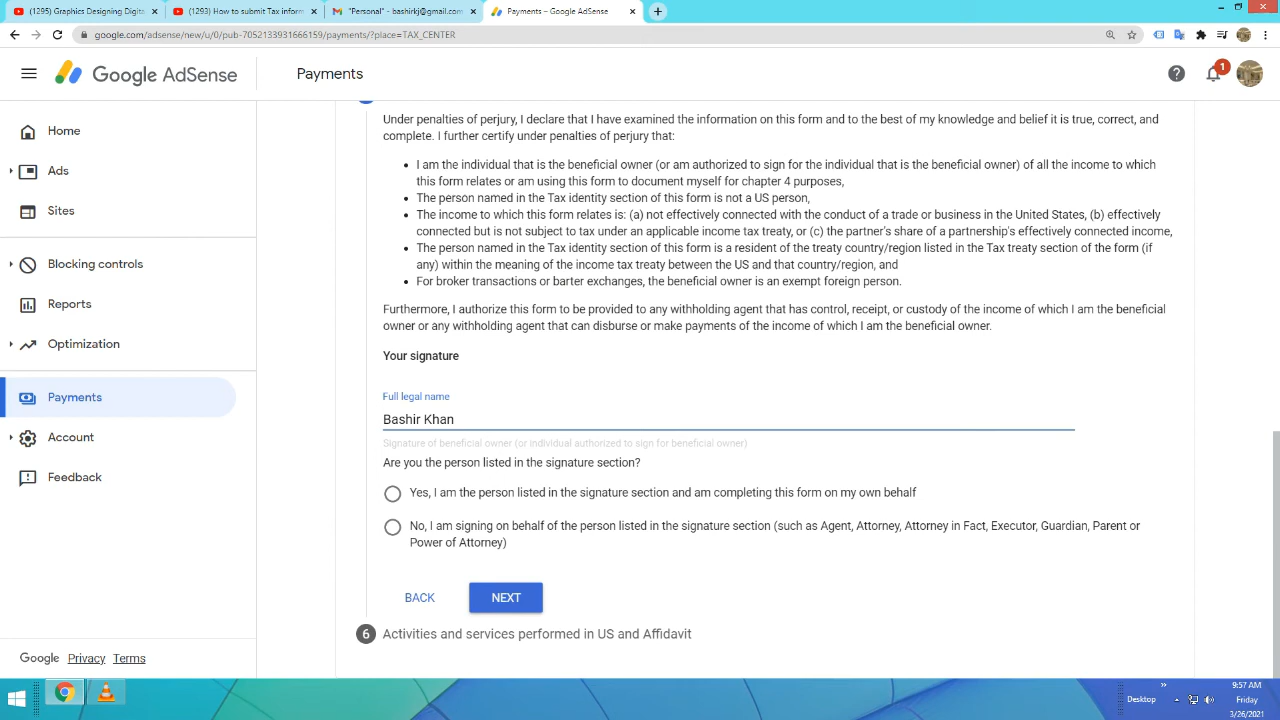 (1295) Graphics Designing Digita
(1293) How to submit Tax inform
"Personal" - bashirkj@gmail.com
Payments – Google AdSense
google.com/adsense/new/u/0/pub-7052133931666159/payments/?place=TAX_CENTER
Google AdSense
Payments
1
Home
Ads
Sites
Blocking controls
Reports
Optimization
Payments
Account
Feedback
Google Privacy Terms
Under penalties of perjury, I declare that I have examined the information on this form and to the best of my knowledge and belief it is true, correct, and
complete. I further certify under penalties of perjury that:
• I am the individual that is the beneficial owner (or am authorized to sign for the individual that is the beneficial owner) of all the income to which
this form relates or am using this form to document myself for chapter 4 purposes,
• The person named in the Tax identity section of this form is not a US person,
• The income to which this form relates is: (a) not effectively connected with the conduct of a trade or business in the United States, (b) effectively
connected but is not subject to tax under an applicable income tax treaty, or (c) the partner's share of a partnership's effectively connected income,
• The person named in the Tax identity section of this form is a resident of the treaty country/region listed in the Tax treaty section of the form (if
any) within the meaning of the income tax treaty between the US and that country/region, and
• For broker transactions or barter exchanges, the beneficial owner is an exempt foreign person.
Furthermore, I authorize this form to be provided to any withholding agent that has control, receipt, or custody of the income of which I am the beneficial
owner or any withholding agent that can disburse or make payments of the income of which I am the beneficial owner.
Your signature
Full legal name
Bashir Khan
Signature of beneficial owner (or individual authorized to sign for beneficial owner)
Are you the person listed in the signature section?
Yes, I am the person listed in the signature section and am completing this form on my own behalf
No, I am signing on behalf of the person listed in the signature section (such as Agent, Attorney, Attorney in Fact, Executor, Guardian, Parent or
Power of Attorney)
BACK
NEXT
6 Activities and services performed in US and Affidavit
Desktop
9:57 AM
Friday
3/26/2021